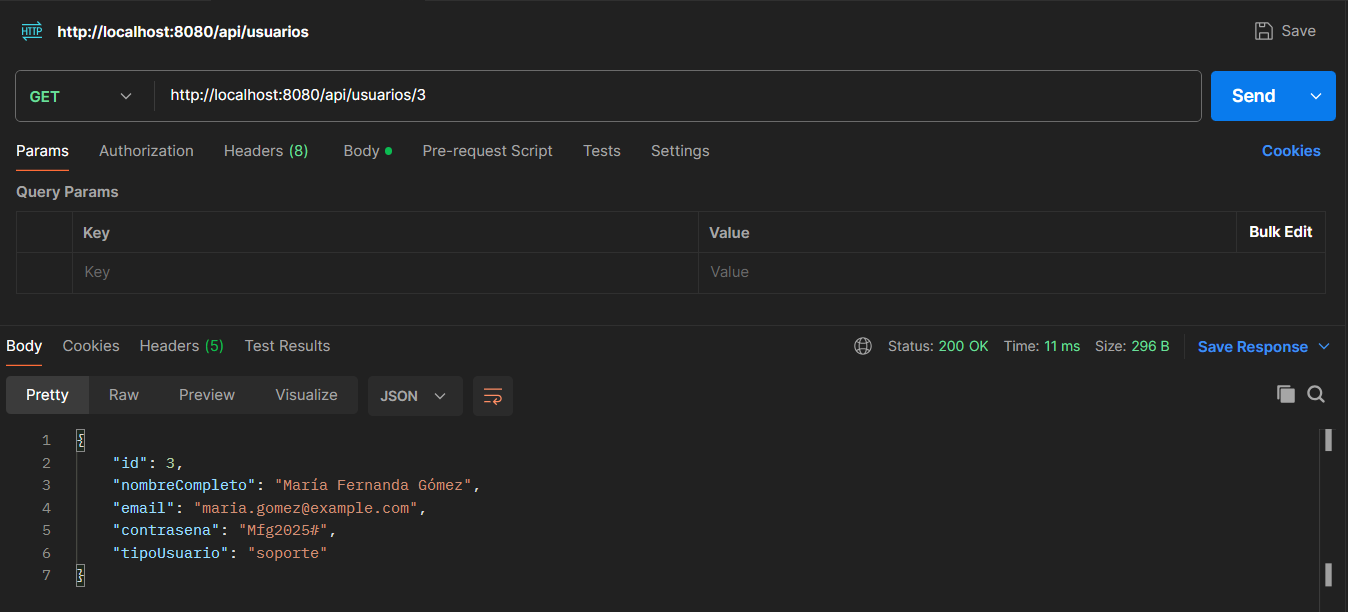 HTTP http://localhost:8080/api/usuarios Save
GET http://localhost:8080/api/usuarios/3 Send
Params Authorization Headers (8) Body Pre-request Script Tests Settings Cookies
Query Params
Key Value Bulk Edit
Key Value
Body Cookies Headers (5) Test Results Status: 200 OK Time: 11 ms Size: 296 B Save Response
Pretty Raw Preview Visualize JSON
1 {
2 "id": 3,
3 "nombreCompleto": "María Fernanda Gómez",
4 "email": "maria.gomez@example.com",
5 "contrasena": "Mfg2025#",
6 "tipoUsuario": "soporte"
7 }